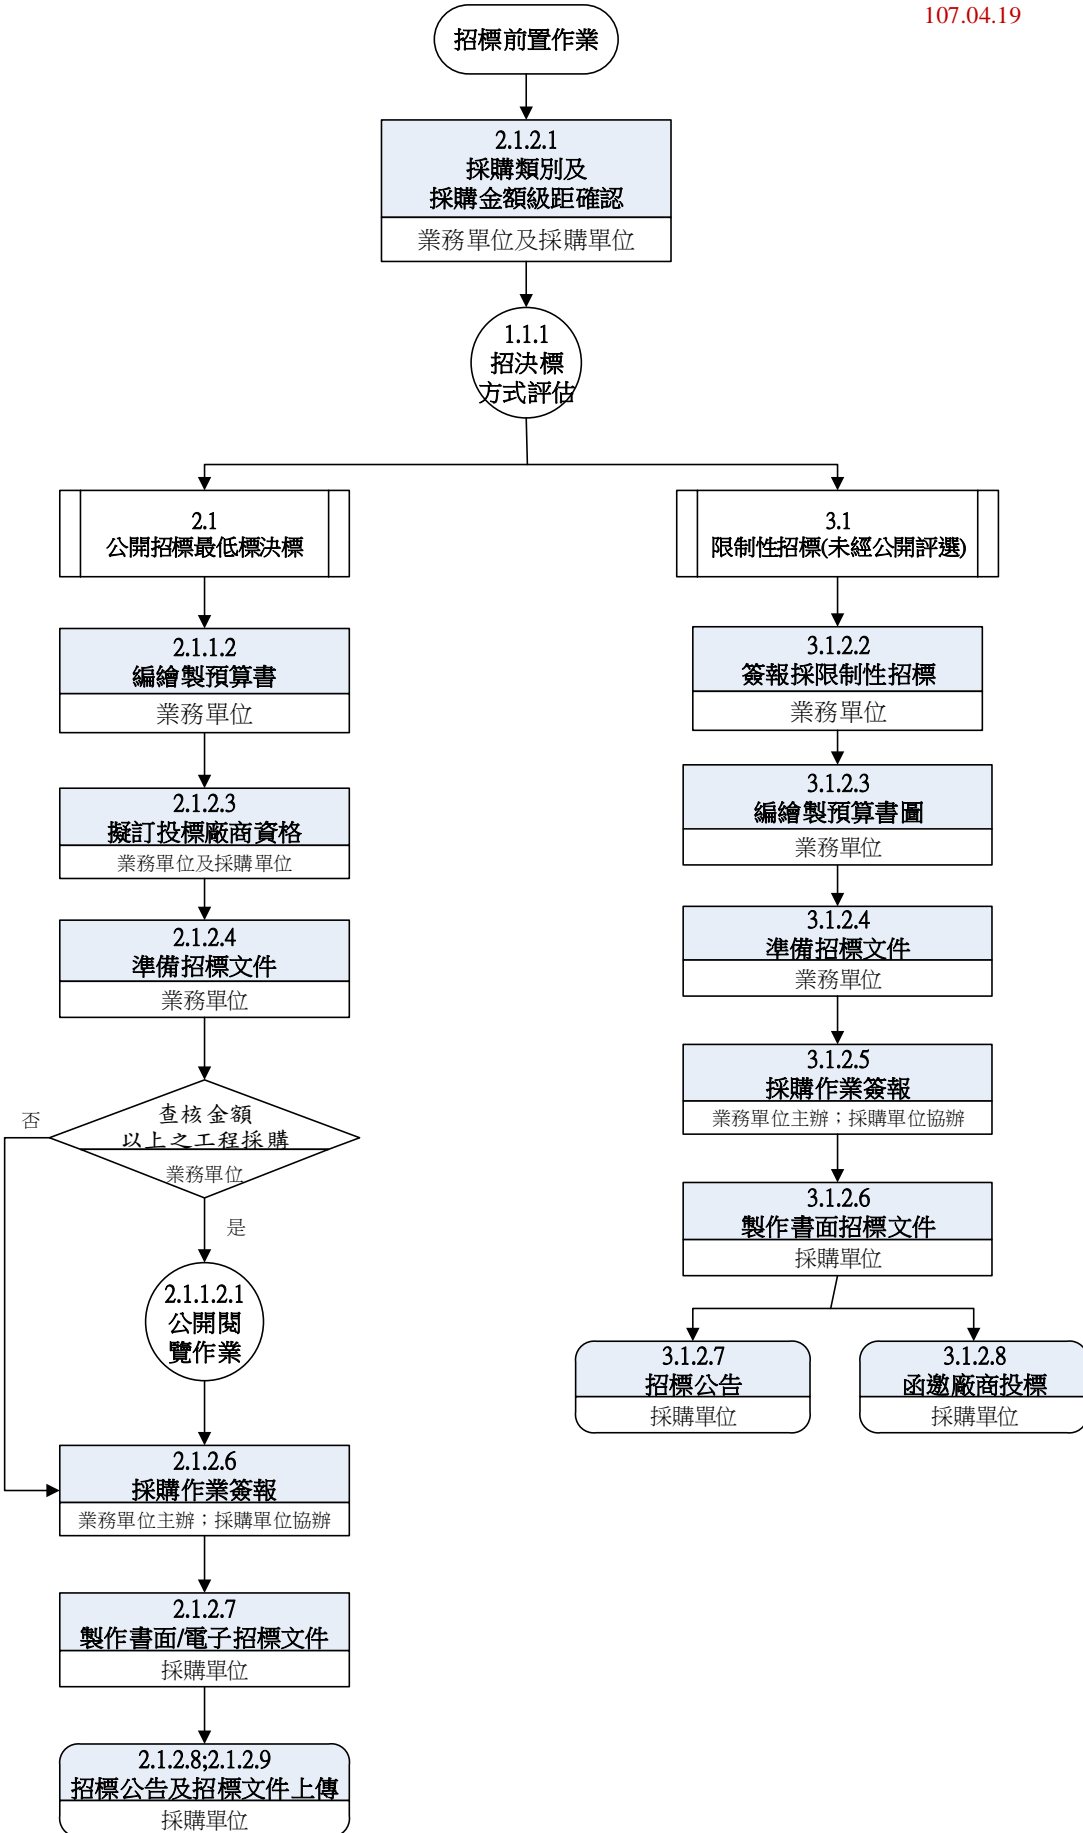 107.04.19
招標前置作業
2.1.2.1
採購類別及
採購金額級距確認
業務單位及採購單位
1.1.1
招決標
方式評估
2.1
公開招標最低標決標
2.1.1.2
編繪製預算書
業務單位
2.1.2.3
擬訂投標廠商資格
業務單位及採購單位
2.1.2.4
準備招標文件
業務單位
查核金額
以上之工程採購
業務單位
否
是
2.1.1.2.1
公開閱
覽作業
2.1.2.6
採購作業簽報
業務單位主辦；採購單位協辦
2.1.2.7
製作書面/電子招標文件
採購單位
2.1.2.8;2.1.2.9
招標公告及招標文件上傳
採購單位
3.1
限制性招標(未經公開評選)
3.1.2.2
簽報採限制性招標
業務單位
3.1.2.3
編繪製預算書圖
業務單位
3.1.2.4
準備招標文件
業務單位
3.1.2.5
採購作業簽報
業務單位主辦；採購單位協辦
3.1.2.6
製作書面招標文件
採購單位
3.1.2.7
招標公告
採購單位
3.1.2.8
函邀廠商投標
採購單位